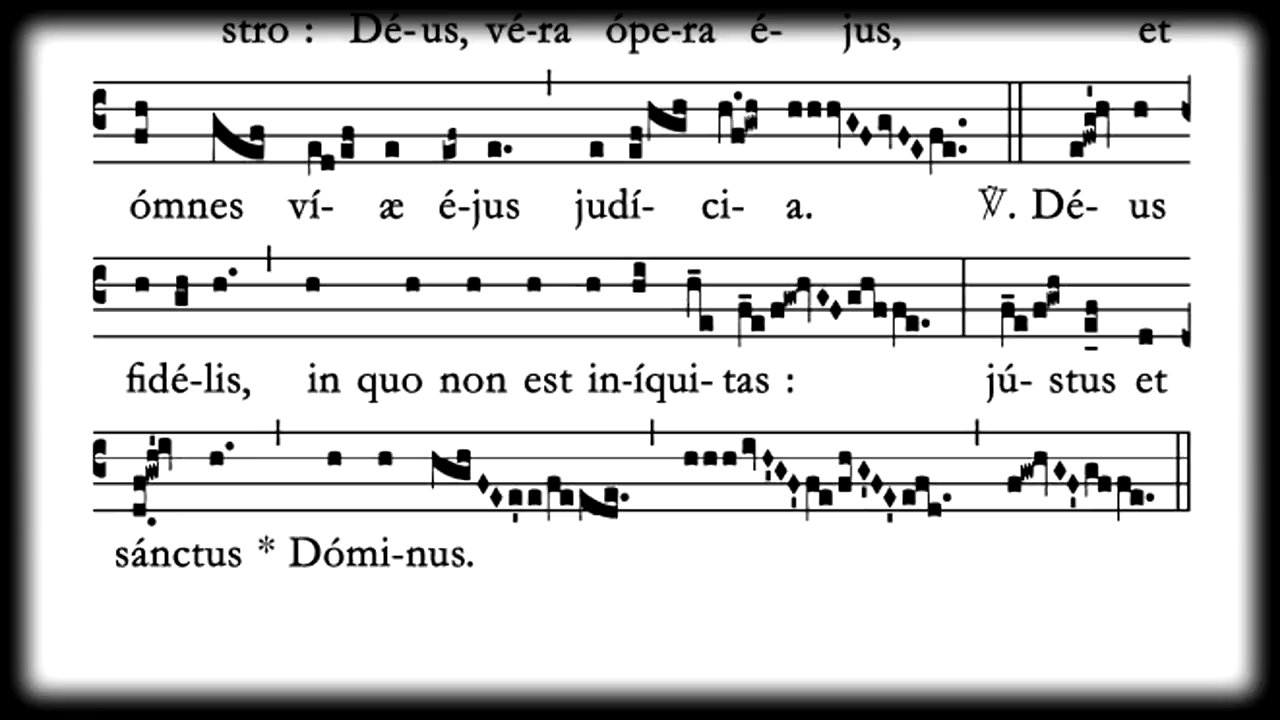 stro : Dé-us, vé-ra ópe-ra é- jus, et
ómnes ví- æ é-jus judí- ci- a. ℣. Dé- us
fidé-lis, in quo non est in-íqui- tas : jú- stus et
sánctus * Dómi-nus.